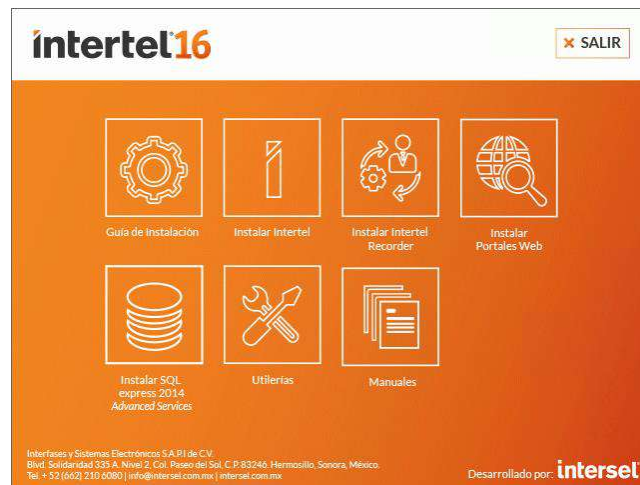 intertel®16
✕ SALIR
Guía de Instalación
Instalar Intertel
Instalar Intertel
Recorder
Instalar
Portales Web
Instalar SQL
express 2014
Advanced Services
Utilerías
Manuales
Interfases y Sistemas Electrónicos S.A.P.I de C.V.
Blvd. Solidaridad 335 A. Nivel 2, Col. Paseo del Sol, C.P. 83246. Hermosillo, Sonora, México.
Tel. + 52 (662) 210 6080 | info@intersel.com.mx | intersel.com.mx
Desarrollado por: intersel